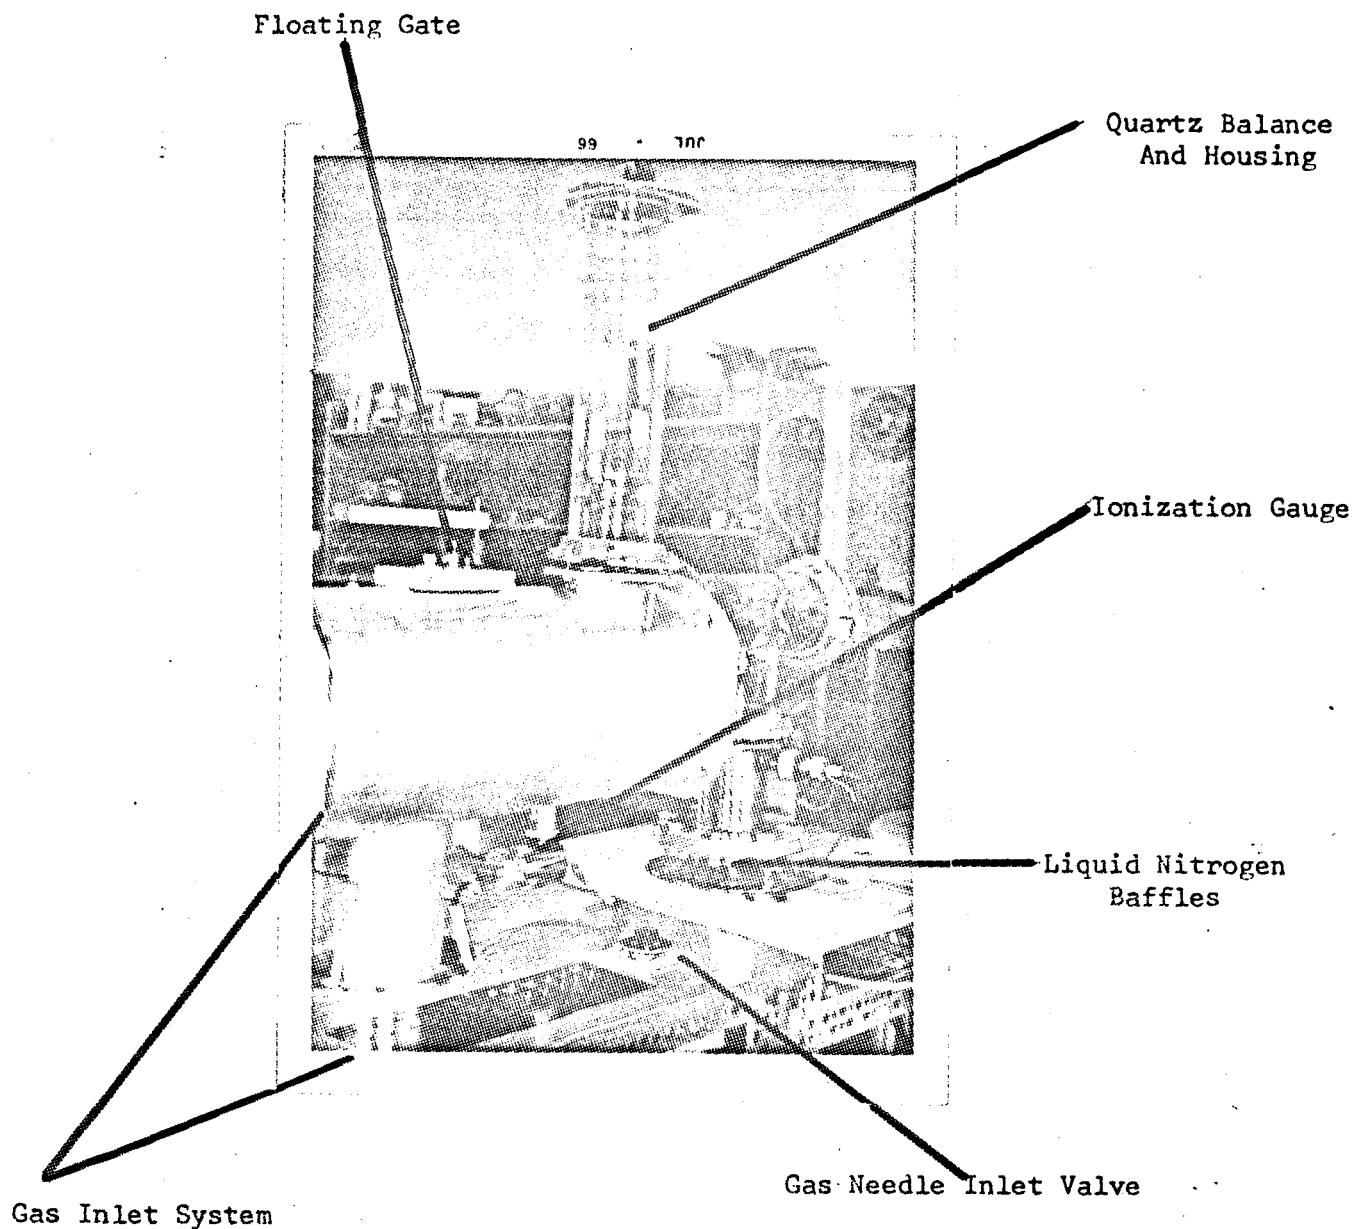 Floating Gate
Quartz Balance
And Housing
99
Ionization Gauge
Liquid Nitrogen
Baffles
Gas Needle Inlet Valve
Gas Inlet System